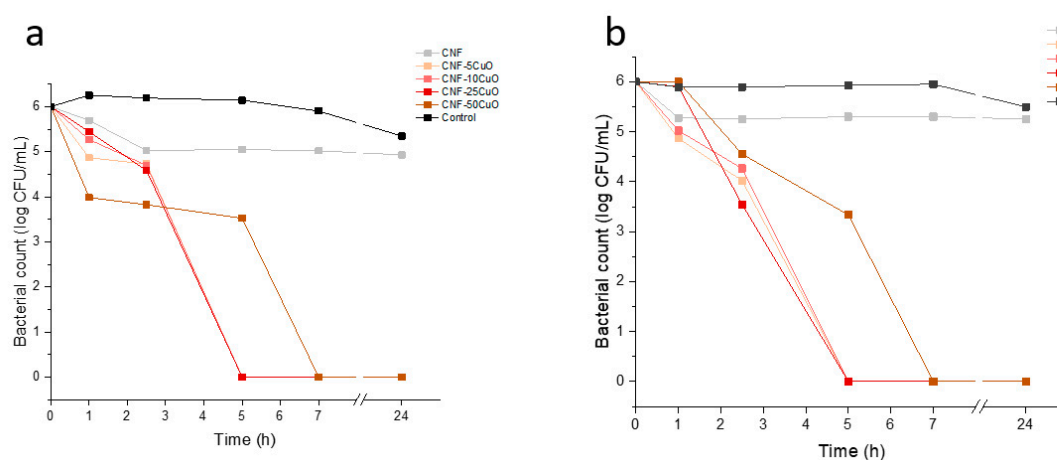 a
CNF
CNF-5CuO
CNF-10CuO
CNF-25CuO
CNF-50CuO
Control
Bacterial count (log CFU/mL)
6
5
4
3
2
1
0
0 1 2 3 4 5 6 7 24
Time (h)
b
Bacterial count (log CFU/mL)
6
5
4
3
2
1
0
0 1 2 3 4 5 6 7 24
Time (h)